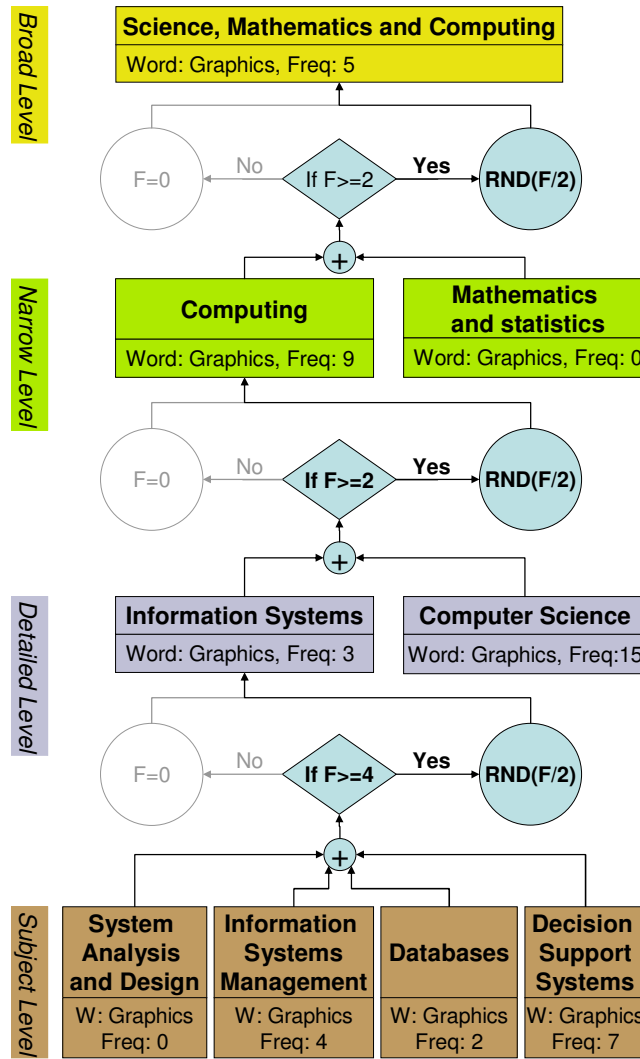 Broad Level
Science, Mathematics and Computing
Word: Graphics, Freq: 5
F=0
No
If F>=2
Yes
RND(F/2)
+
Narrow Level
Computing
Word: Graphics, Freq: 9
Mathematics
and statistics
Word: Graphics, Freq: 0
F=0
No
If F>=2
Yes
RND(F/2)
+
Detailed Level
Information Systems
Word: Graphics, Freq: 3
Computer Science
Word: Graphics, Freq:15
F=0
No
If F>=4
Yes
RND(F/2)
+
Subject Level
System
Analysis
and Design
W: Graphics
Freq: 0
Information
Systems
Management
W: Graphics
Freq: 4
Databases
W: Graphics
Freq: 2
Decision
Support
Systems
W: Graphics
Freq: 7